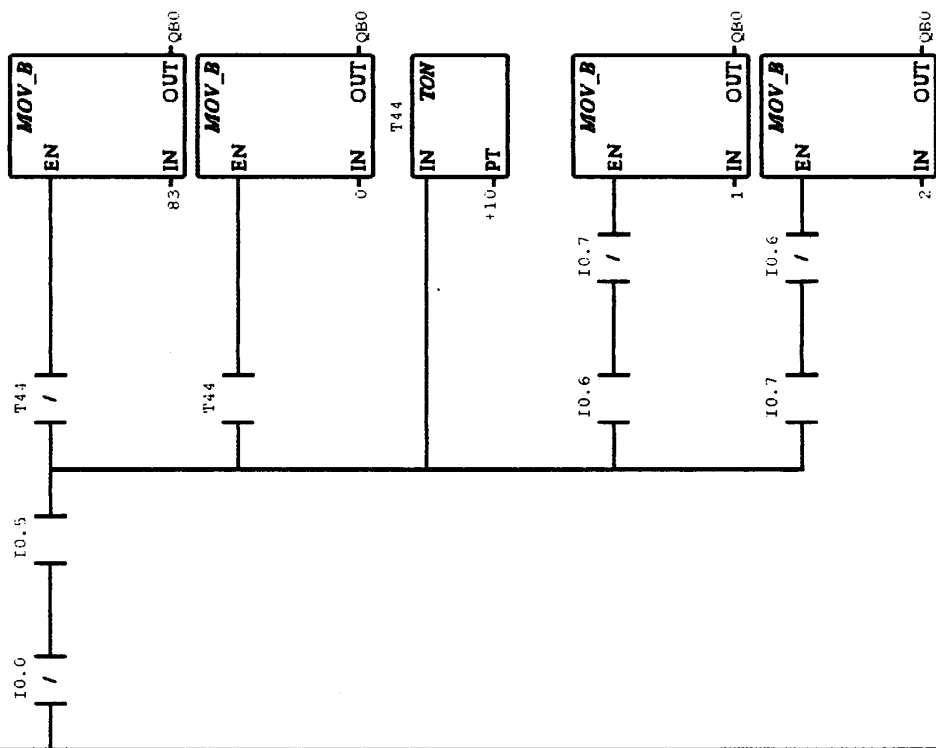 I0.0
I0.5
T44
MOV_B
EN
83 IN OUT QB0
T44
MOV_B
EN
0 IN OUT QB0
T44
IN TON
+10 PT
I0.6
I0.7
MOV_B
EN
1 IN OUT QB0
I0.7
I0.6
MOV_B
EN
2 IN OUT QB0